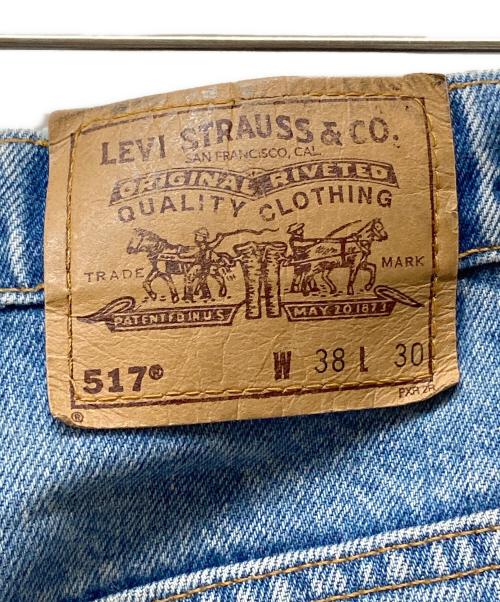 LEVI STRAUSS & CO.
SAN FRANCISCO, CAL.
ORIGINAL RIVETED
QUALITY CLOTHING
TRADE MARK
PATENTED IN U.S. MAY 20 1873
517® W 38 L 30
®